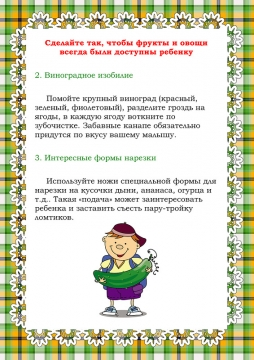 Сделайте так, чтобы фрукты и овощи
всегда были доступны ребенку
2. Виноградное изобилие
Помойте крупный виноград (красный,
зеленый, фиолетовый), разделите гроздь на
ягоды, в каждую ягоду воткните по
зубочистке. Забавные канапе обязательно
придутся по вкусу вашему малышу.
3. Интересные формы нарезки
Используйте ножи специальной формы для
нарезки на кусочки дыни, ананаса, огурца и
т.д.. Такая «подача» может заинтересовать
ребенка и заставить съесть пару-тройку
ломтиков.